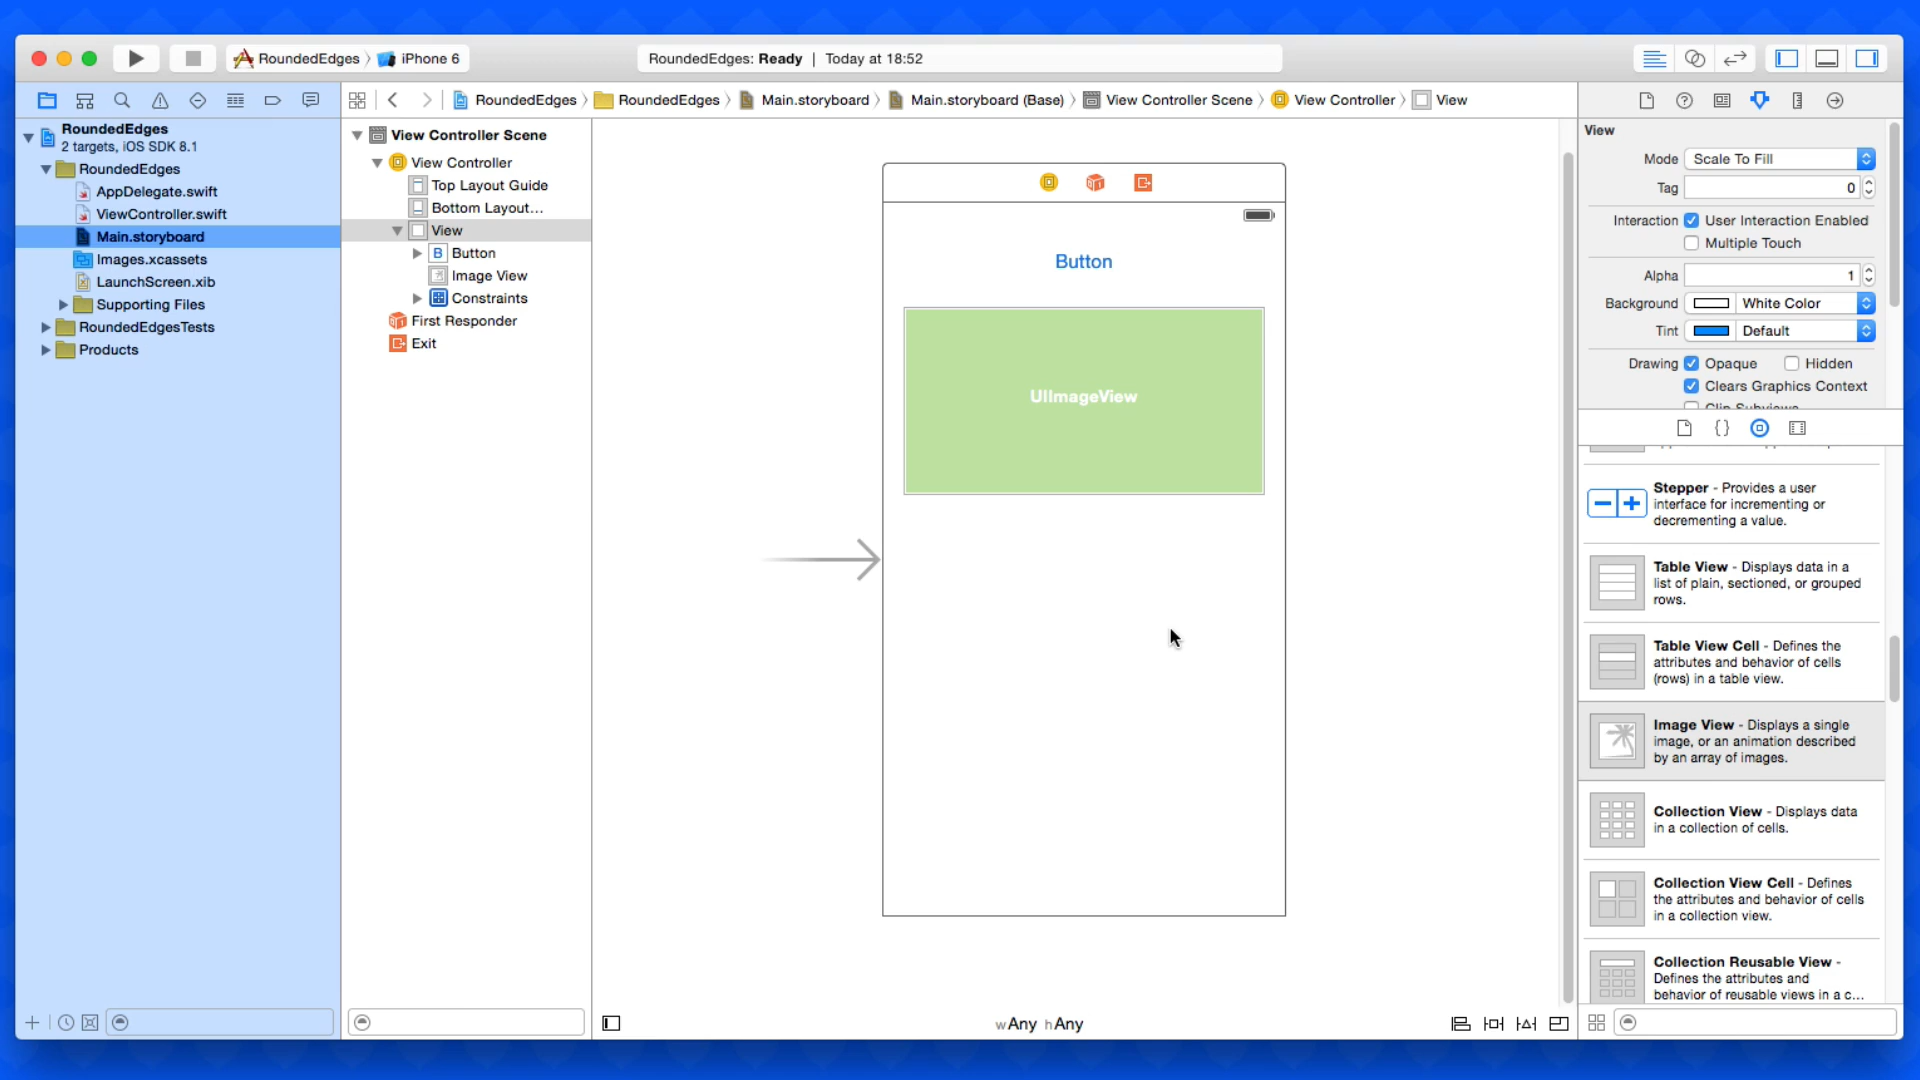 RoundedEdges iPhone 6
RoundedEdges: Ready | Today at 18:52
RoundedEdges RoundedEdges Main.storyboard Main.storyboard (Base) View Controller Scene View Controller View
RoundedEdges
2 targets, iOS SDK 8.1
RoundedEdges
AppDelegate.swift
ViewController.swift
Main.storyboard
Images.xcassets
LaunchScreen.xib
Supporting Files
RoundedEdgesTests
Products
View Controller Scene
View Controller
Top Layout Guide
Bottom Layout...
View
B Button
Image View
Constraints
First Responder
Exit
Button
UIImageView
wAny hAny
View
Mode Scale To Fill
Tag 0
Interaction User Interaction Enabled
Multiple Touch
Alpha 1
Background White Color
Tint Default
Drawing Opaque Hidden
Clears Graphics Context
Clip Subviews
Stepper - Provides a user
interface for incrementing or
decrementing a value.
Table View - Displays data in a
list of plain, sectioned, or grouped
rows.
Table View Cell - Defines the
attributes and behavior of cells
(rows) in a table view.
Image View - Displays a single
image, or an animation described
by an array of images.
Collection View - Displays data
in a collection of cells.
Collection View Cell - Defines
the attributes and behavior of cells
in a collection view.
Collection Reusable View -
Defines the attributes and
behavior of reusable views in a c...